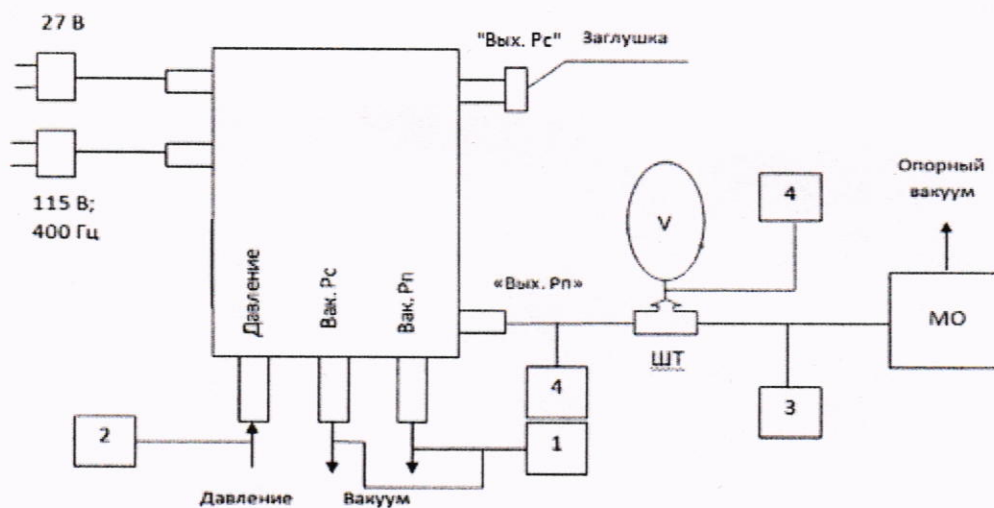 27 В
"Вых. Рс"
Заглушка
115 В;
400 Гц
V
4
Опорный
вакуум
Давление
Вак. Рс
Вак. Рп
«Вых. Рп»
ШТ
МО
4
3
2
1
Давление
Вакуум